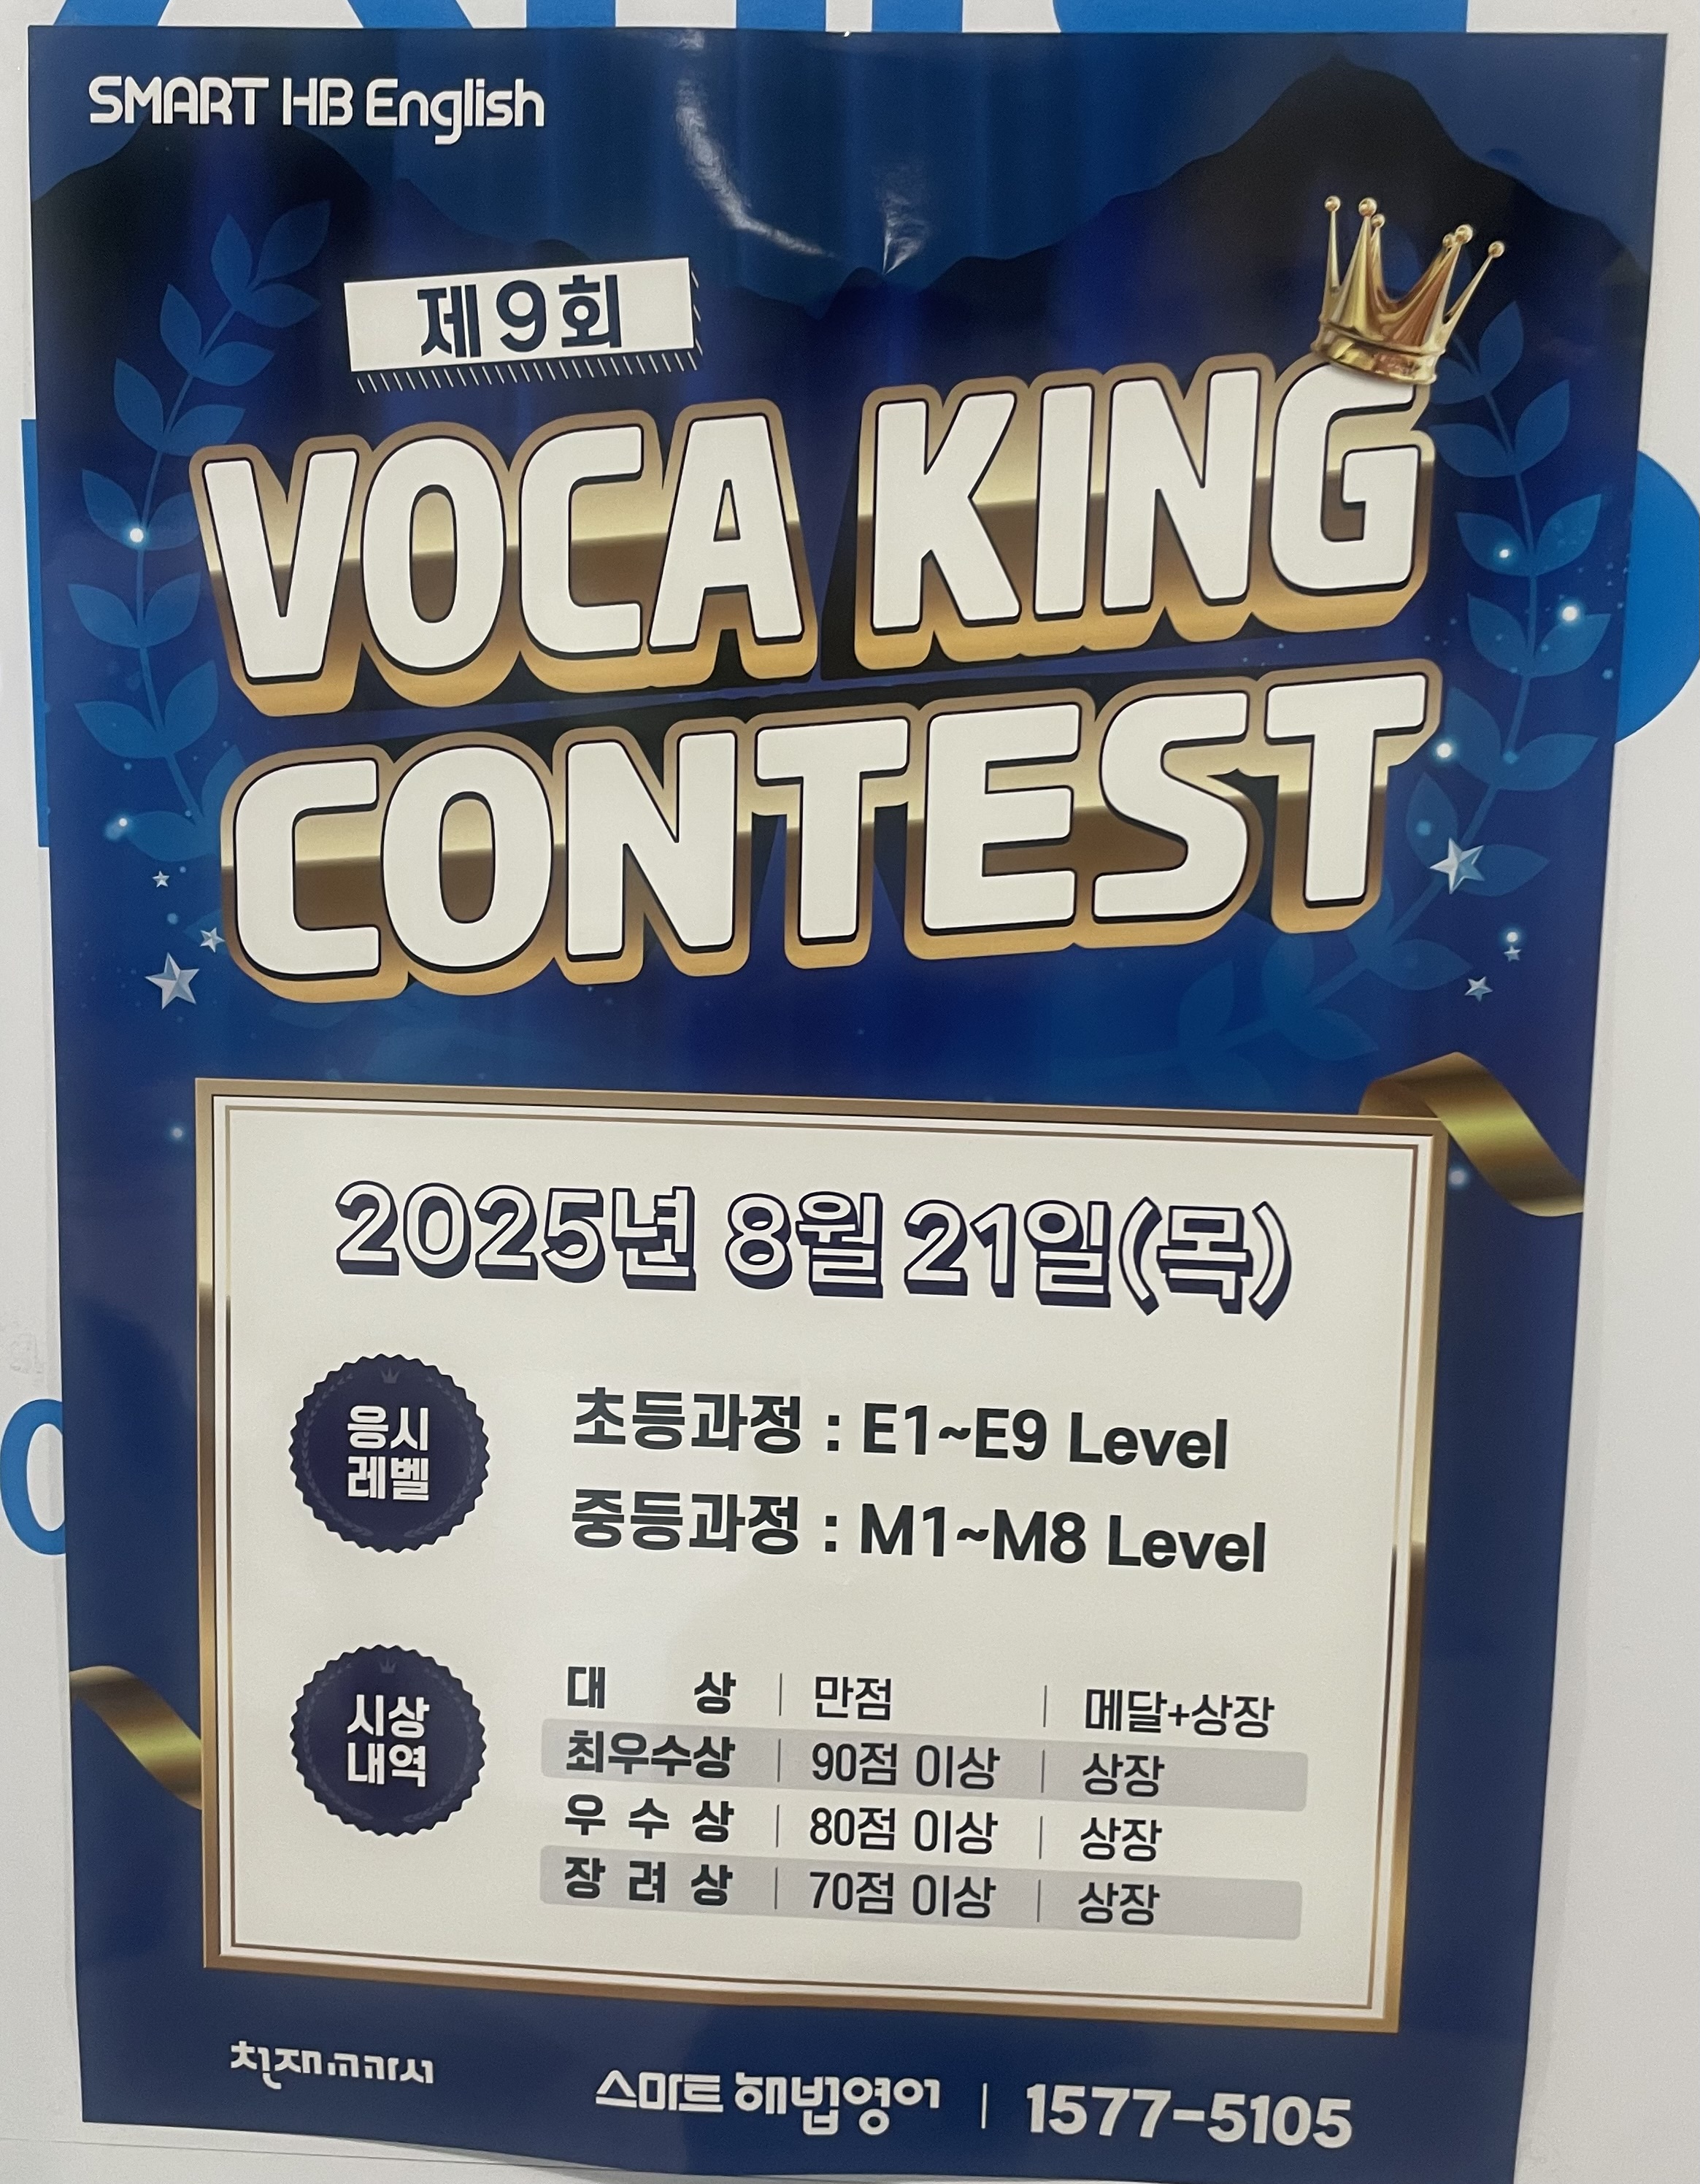 SMART HB English
제9회
VOCA KING
CONTEST
2025년 8월 21일(목)
응시
레벨
초등과정 : E1~E9 Level
중등과정 : M1~M8 Level
시상
내역
대 상 | 만점 | 메달+상장
최우수상 | 90점 이상 | 상장
우 수 상 | 80점 이상 | 상장
장 려 상 | 70점 이상 | 상장
천재교과서
스마트 해법영어 | 1577-5105